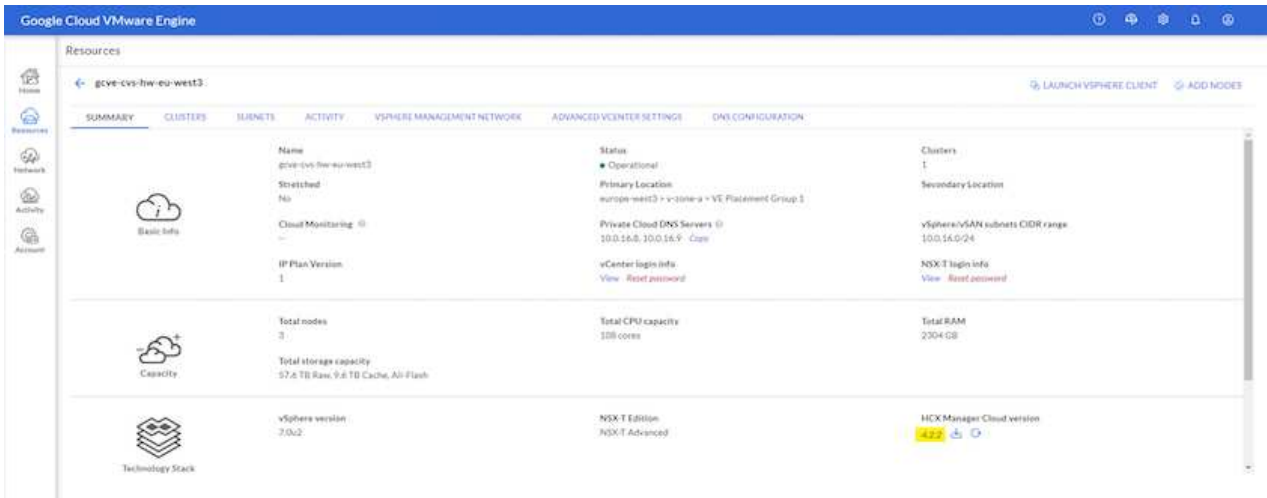 Google Cloud VMware Engine
Resources
gcve-cvs-hw-eu-west3
LAUNCH VSPHERE CLIENT
ADD NODES
Home
Resources
Network
Activity
Account
SUMMARY CLUSTERS SUBNETS ACTIVITY VSPHERE MANAGEMENT NETWORK ADVANCED VCENTER SETTINGS DNS CONFIGURATION
Basic Info
Name Status Clusters
gcve-cvs-hw-eu-west3 Operational 1
Stretched Primary Location Secondary Location
No europe-west3 > v-zone-a > VE Placement Group 1
Cloud Monitoring Private Cloud DNS Servers vSphere/vSAN subnets CIDR range
-- 10.0.16.8, 10.0.16.9 Copy 10.0.16.0/24
IP Plan Version vCenter login info NSX-T login info
1 View Reset password View Reset password
Capacity
Total nodes Total CPU capacity Total RAM
3 108 cores 2304 GB
Total storage capacity
57.6 TB Raw, 9.6 TB Cache, All-Flash
Technology Stack
vSphere version NSX-T Edition HCX Manager Cloud version
7.0u2 NSX-T Advanced 4.2.2